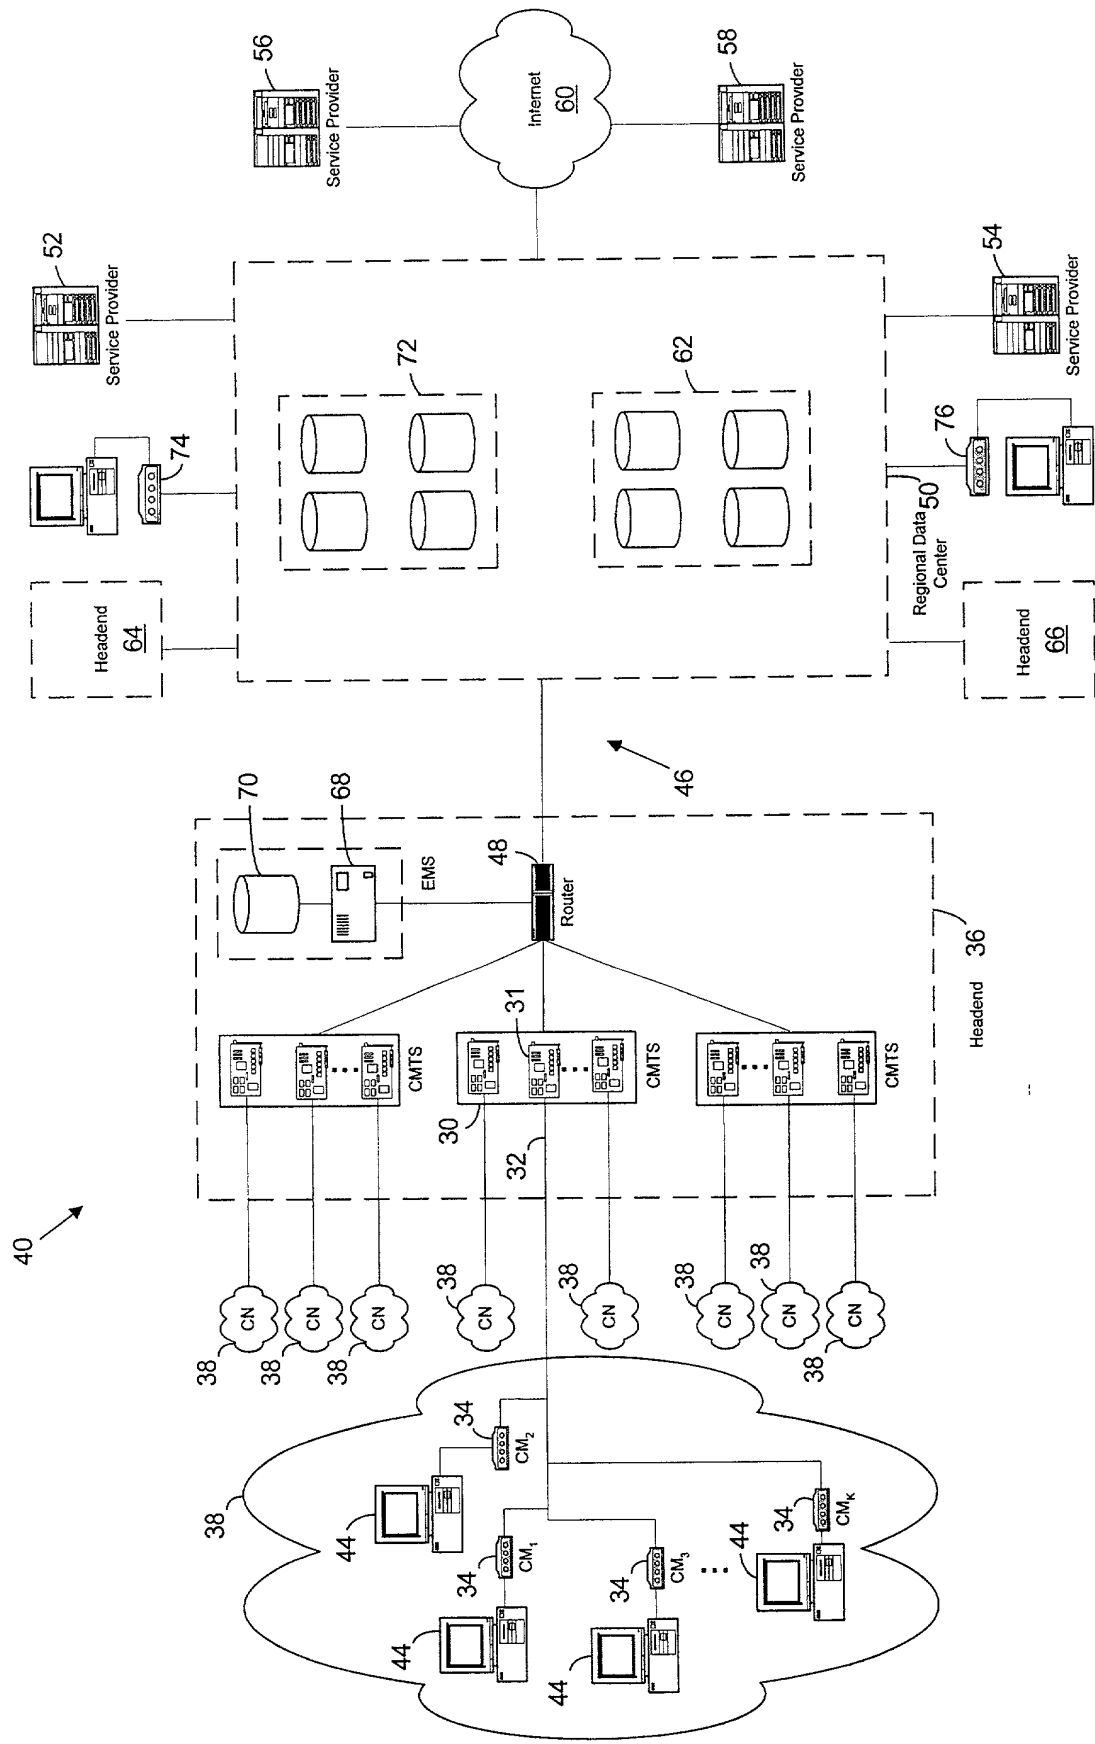 40
38
44
34
CM1
44
34
CM2
44
34
CM3
44
34
CMK
38
CN
38
CN
38
CN
38
CN
38
CN
38
CN
38
CN
38
CN
32
30
31
CMTS
CMTS
CMTS
70
68
EMS
48
Router
36
Headend
46
Headend
64
Headend
66
74
76
50
Regional Data
Center
72
62
52
Service Provider
54
Service Provider
56
Service Provider
58
Service Provider
Internet
60